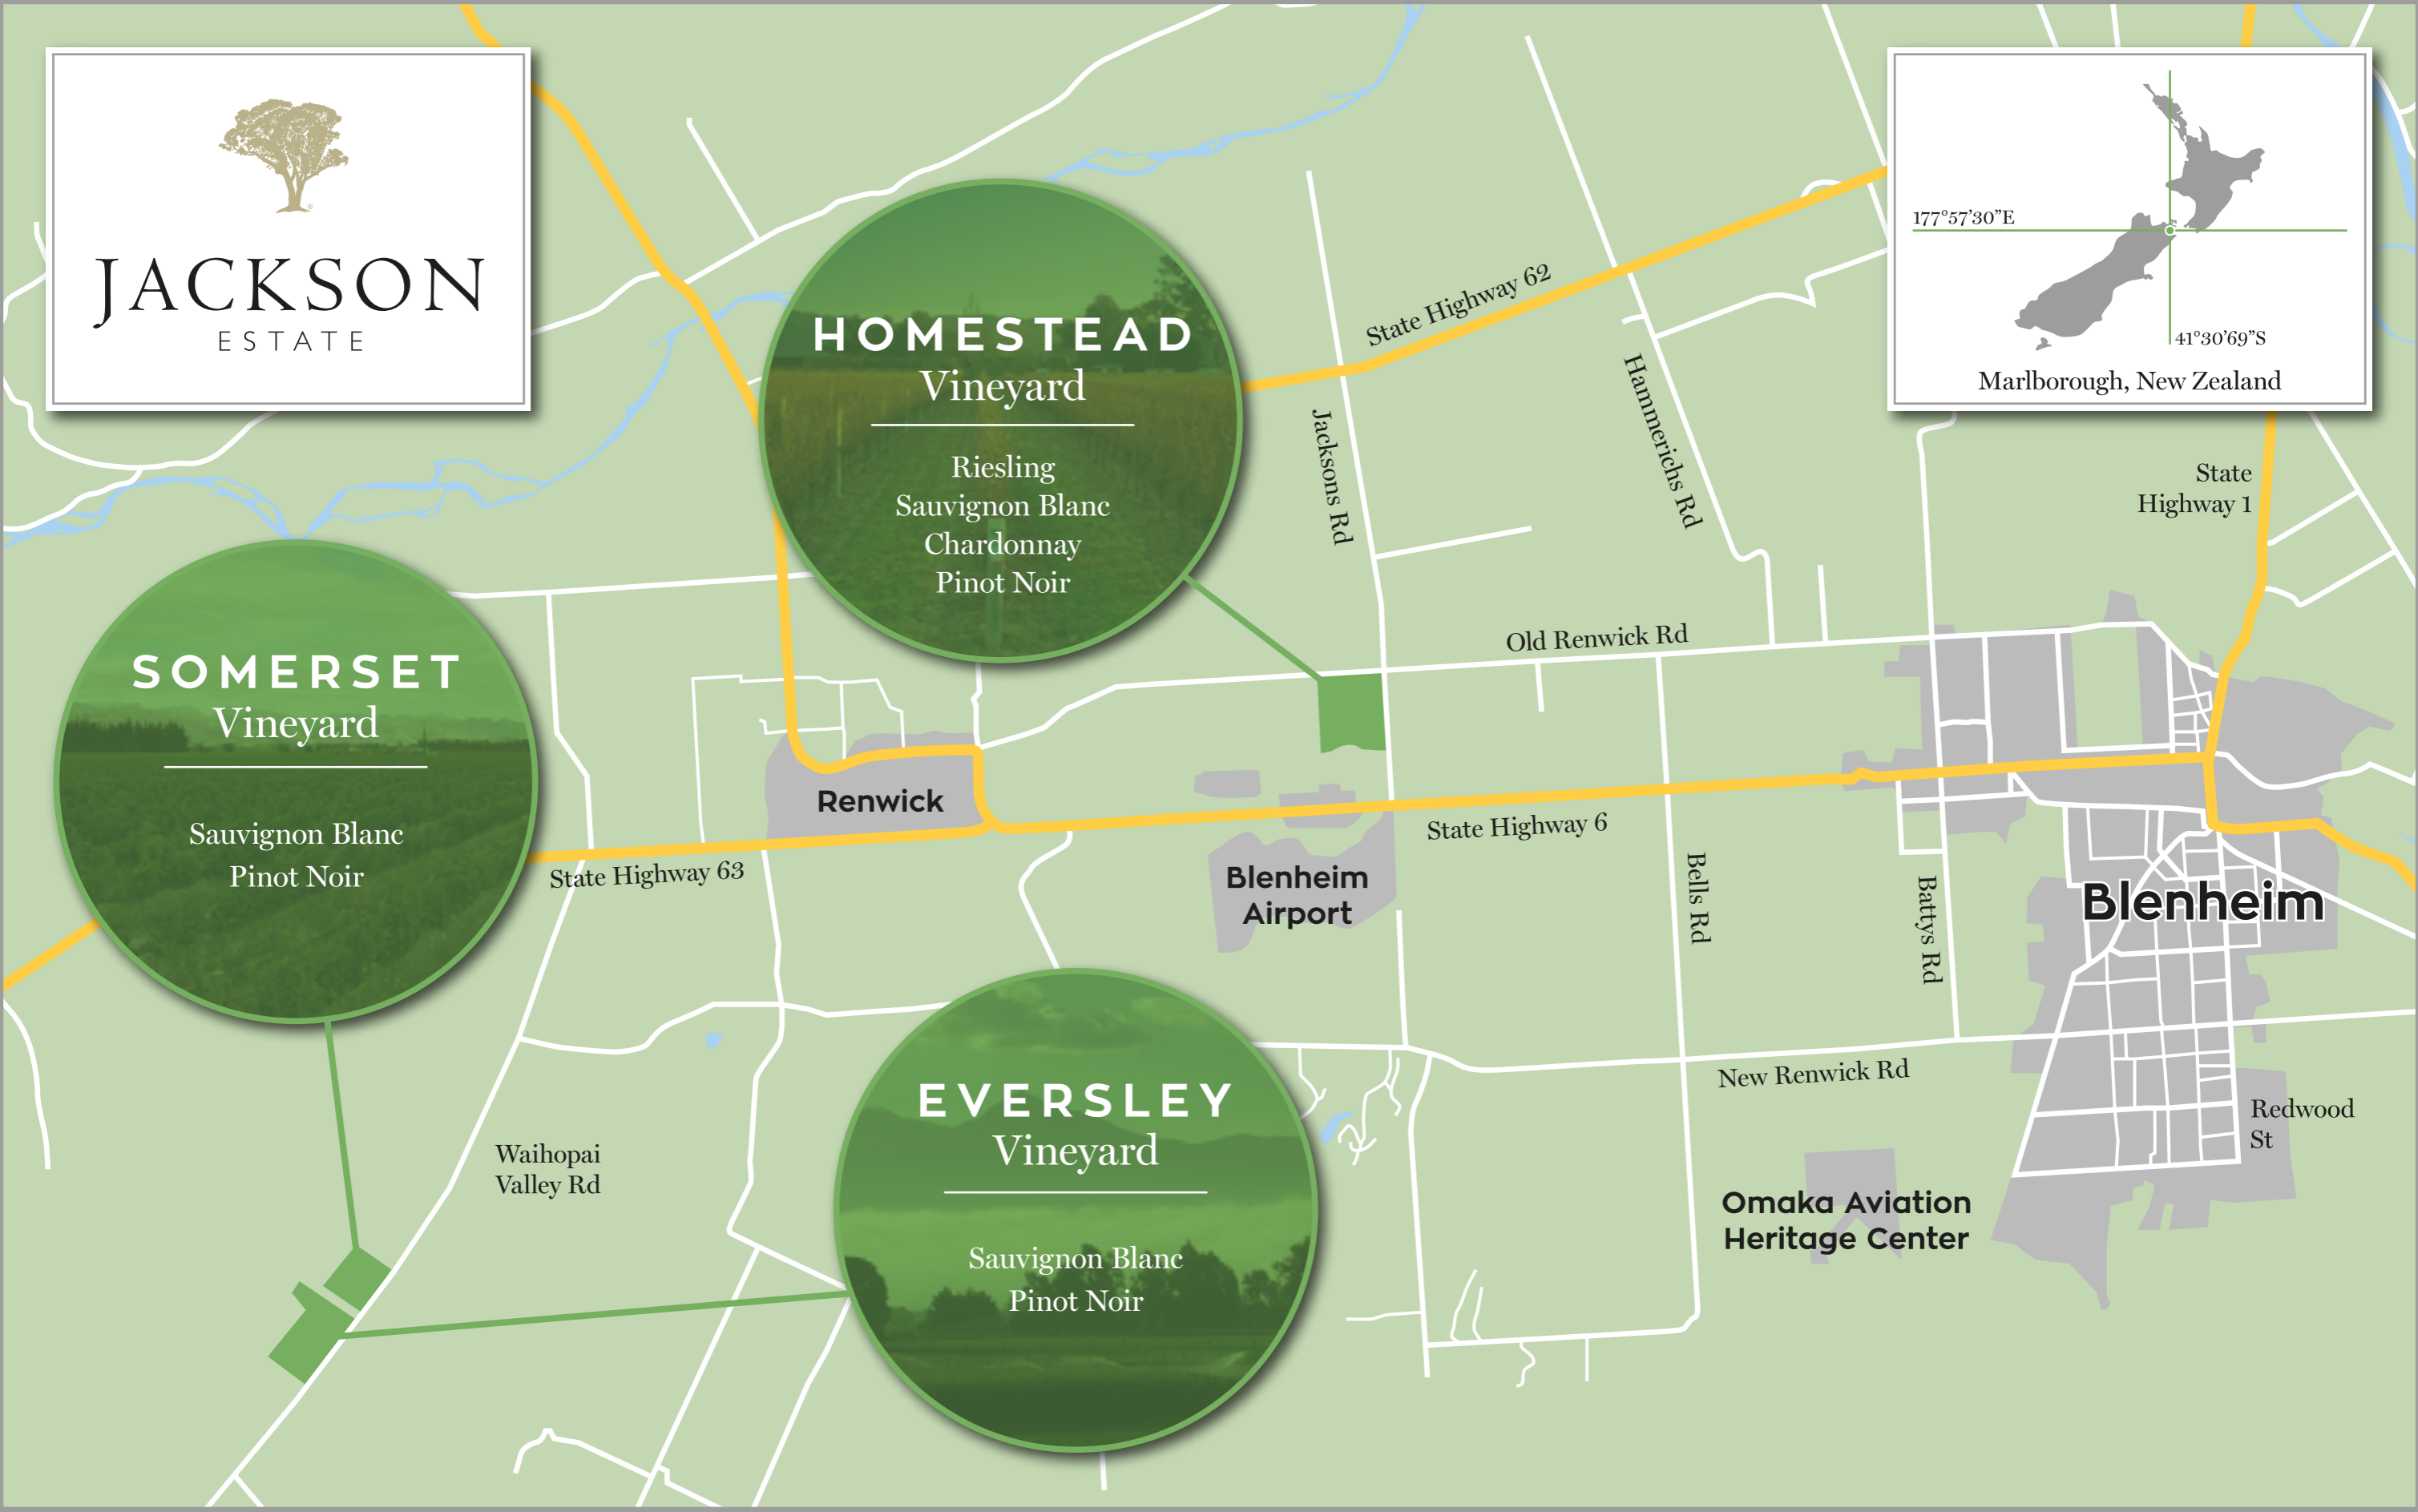 JACKSON
ESTATE
HOMESTEAD
Vineyard
Riesling
Sauvignon Blanc
Chardonnay
Pinot Noir
SOMERSET
Vineyard
Sauvignon Blanc
Pinot Noir
EVERSLEY
Vineyard
Sauvignon Blanc
Pinot Noir
177°57'30"E
41°30'69"S
Marlborough, New Zealand
State Highway 62
Jacksons Rd
Hammerichs Rd
State
Highway 1
Old Renwick Rd
Renwick
State Highway 63
State Highway 6
Blenheim
Airport
Bells Rd
Battys Rd
Blenheim
New Renwick Rd
Redwood
St
Waihopai
Valley Rd
Omaka Aviation
Heritage Center